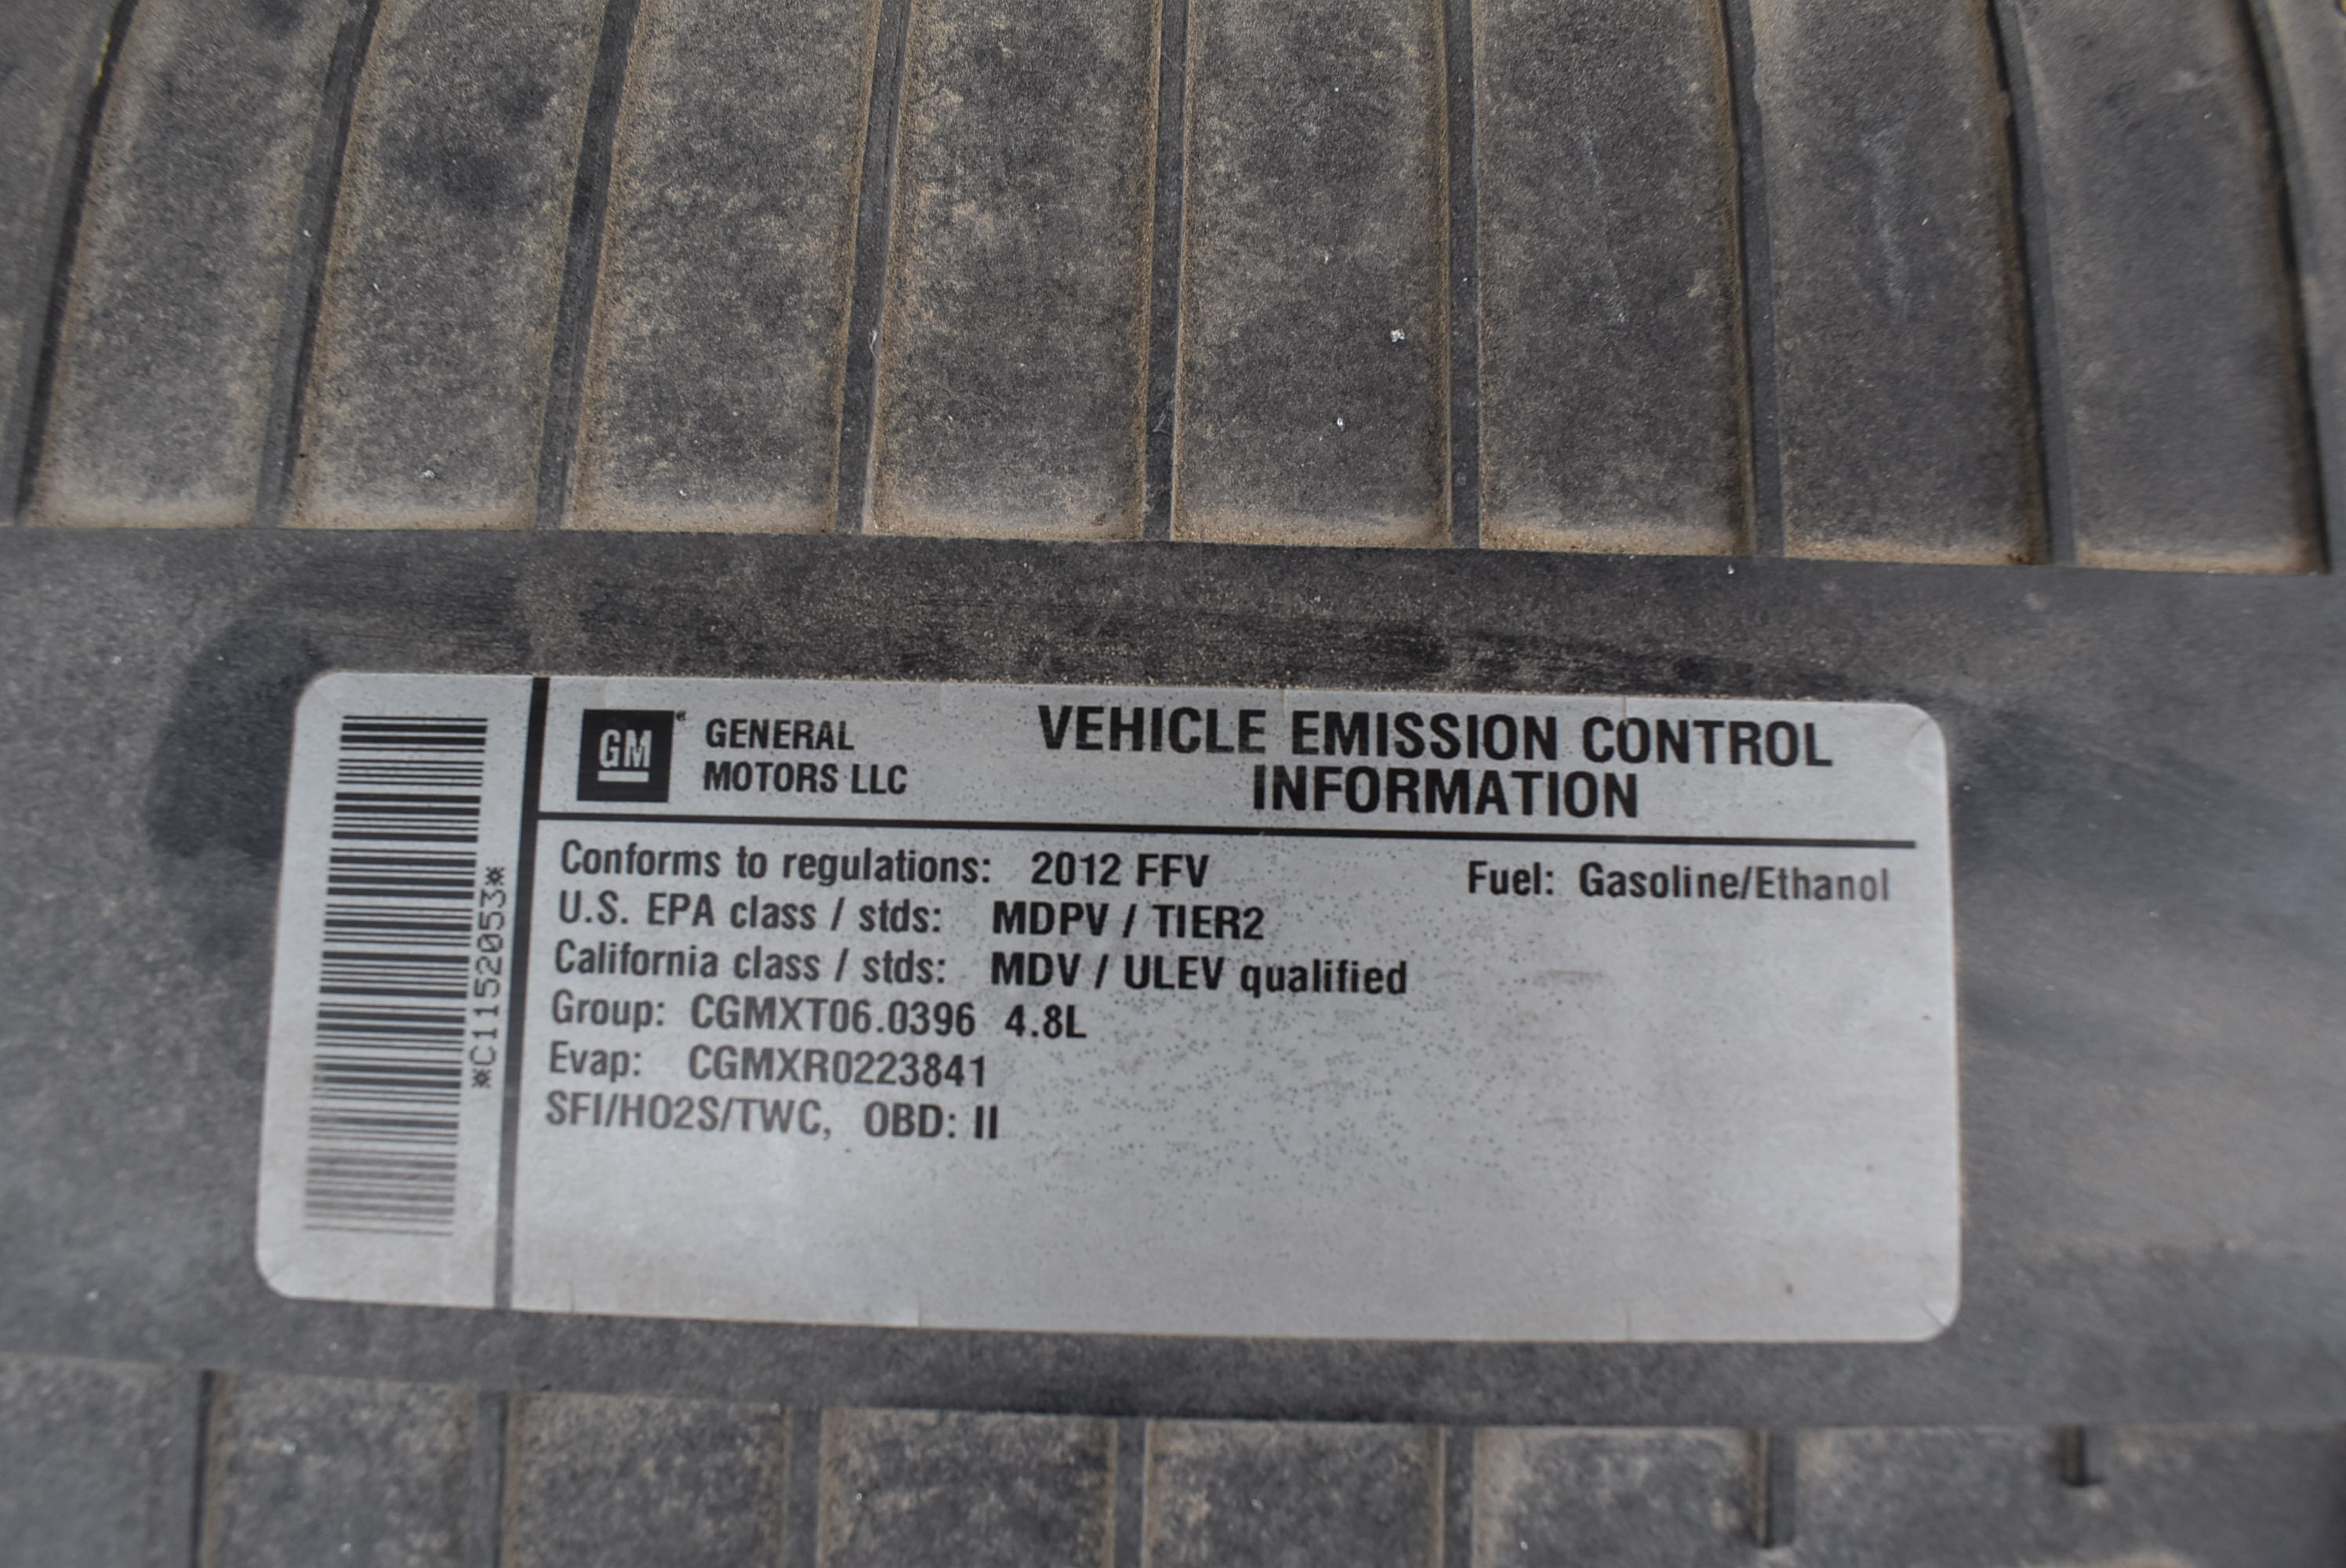 GM
GENERAL
MOTORS LLC
VEHICLE EMISSION CONTROL
INFORMATION
Conforms to regulations: 2012 FFV Fuel: Gasoline/Ethanol
U.S. EPA class / stds: MDPV / TIER2
California class / stds: MDV / ULEV qualified
Group: CGMXT06.0396 4.8L
Evap: CGMXR0223841
SFI/HO2S/TWC, OBD: II
*C1152053*